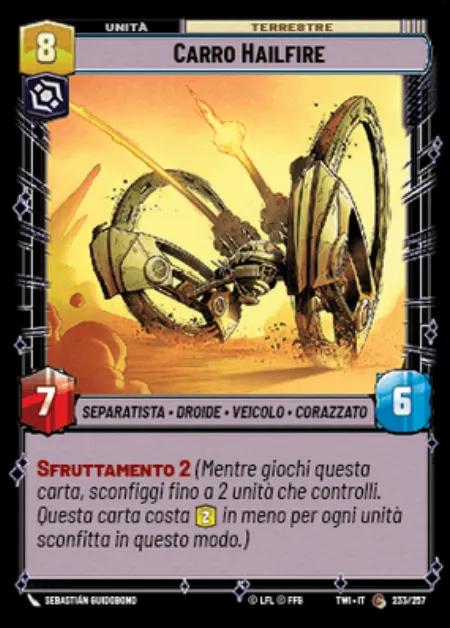 8
UNITÀ
TERRESTRE
CARRO HAILFIRE
7
SEPARATISTA • DROIDE • VEICOLO • CORAZZATO
6
SFRUTTAMENTO 2 (Mentre giochi questa
carta, sconfiggi fino a 2 unità che controlli.
Questa carta costa 2 in meno per ogni unità
sconfitta in questo modo.)
SEBASTIÁN GUIDOBONO
© LFL © FFG
TWI • IT
C
233/257